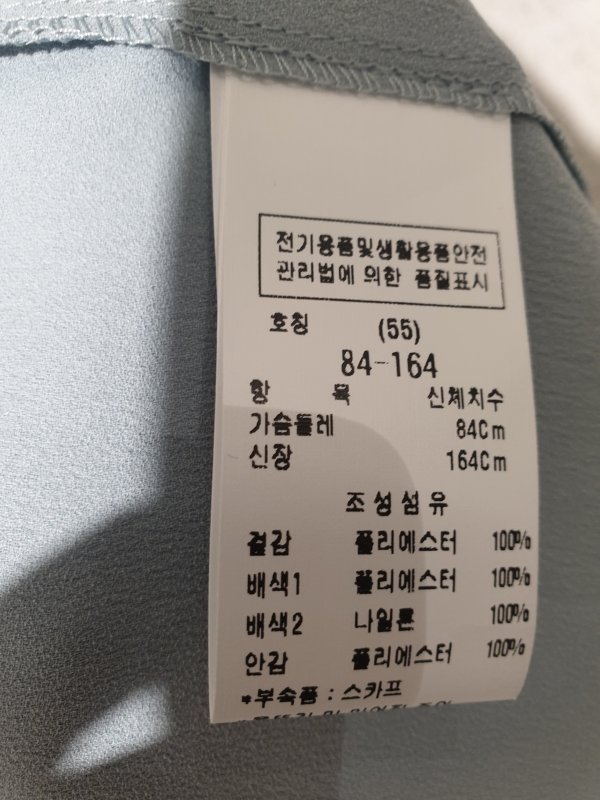 전기용품및생활용품안전
관리법에 의한 품질표시
호칭 (55)
84-164
항 목 신체치수
가슴둘레 84Cm
신장 164Cm
조성섬유
겉감 폴리에스터 100%
배색1 폴리에스터 100%
배색2 나일론 100%
안감 폴리에스터 100%
*부속품 : 스카프